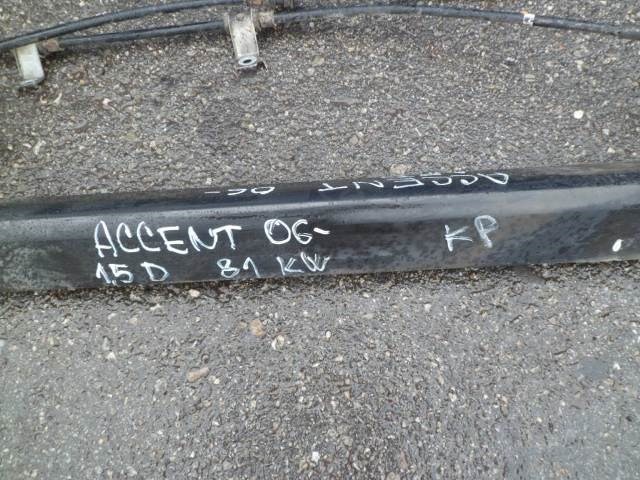 ACCENT 06-
ACCENT 06- KP
1,5 D 81 KW